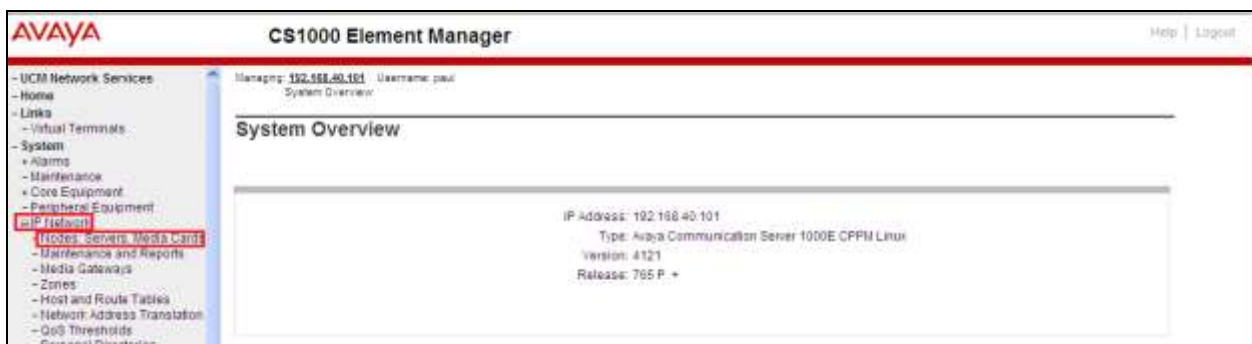 AVAYA
CS1000 Element Manager
Help | Logout
- UCM Network Services
- Home
- Links
- Virtual Terminals
- System
+ Alarms
- Maintenance
+ Core Equipment
- Peripheral Equipment
- IP Network
- Nodes: Servers, Media Cards
- Maintenance and Reports
- Media Gateways
- Zones
- Host and Route Tables
- Network Address Translation
- QoS Thresholds
- Personal Directories
Managing: 192.168.40.101 Username: paul
System Overview
System Overview
IP Address: 192.168.40.101
Type: Avaya Communication Server 1000E CPPM Linux
Version: 4121
Release: 765 P +